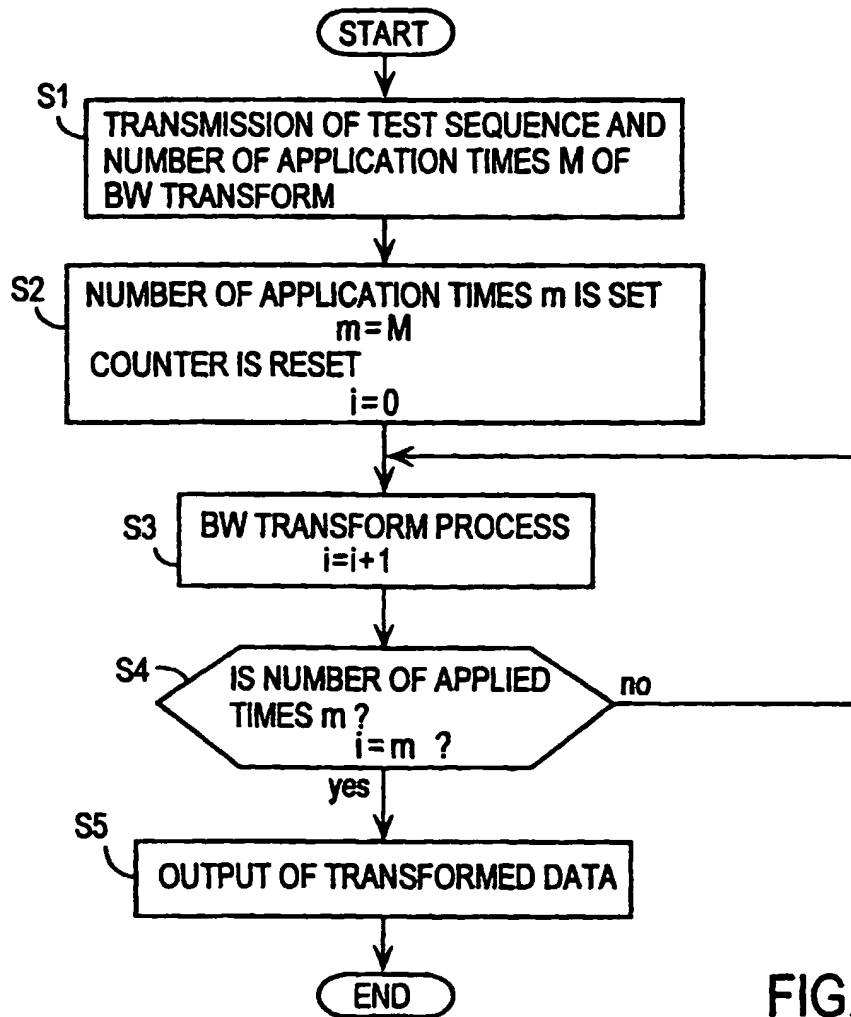 START
S1
TRANSMISSION OF TEST SEQUENCE AND
NUMBER OF APPLICATION TIMES M OF
BW TRANSFORM
S2
NUMBER OF APPLICATION TIMES m IS SET
m=M
COUNTER IS RESET
i=0
S3
BW TRANSFORM PROCESS
i=i+1
S4
IS NUMBER OF APPLIED
TIMES m ?
i=m ?
no
yes
S5
OUTPUT OF TRANSFORMED DATA
END
FIG.